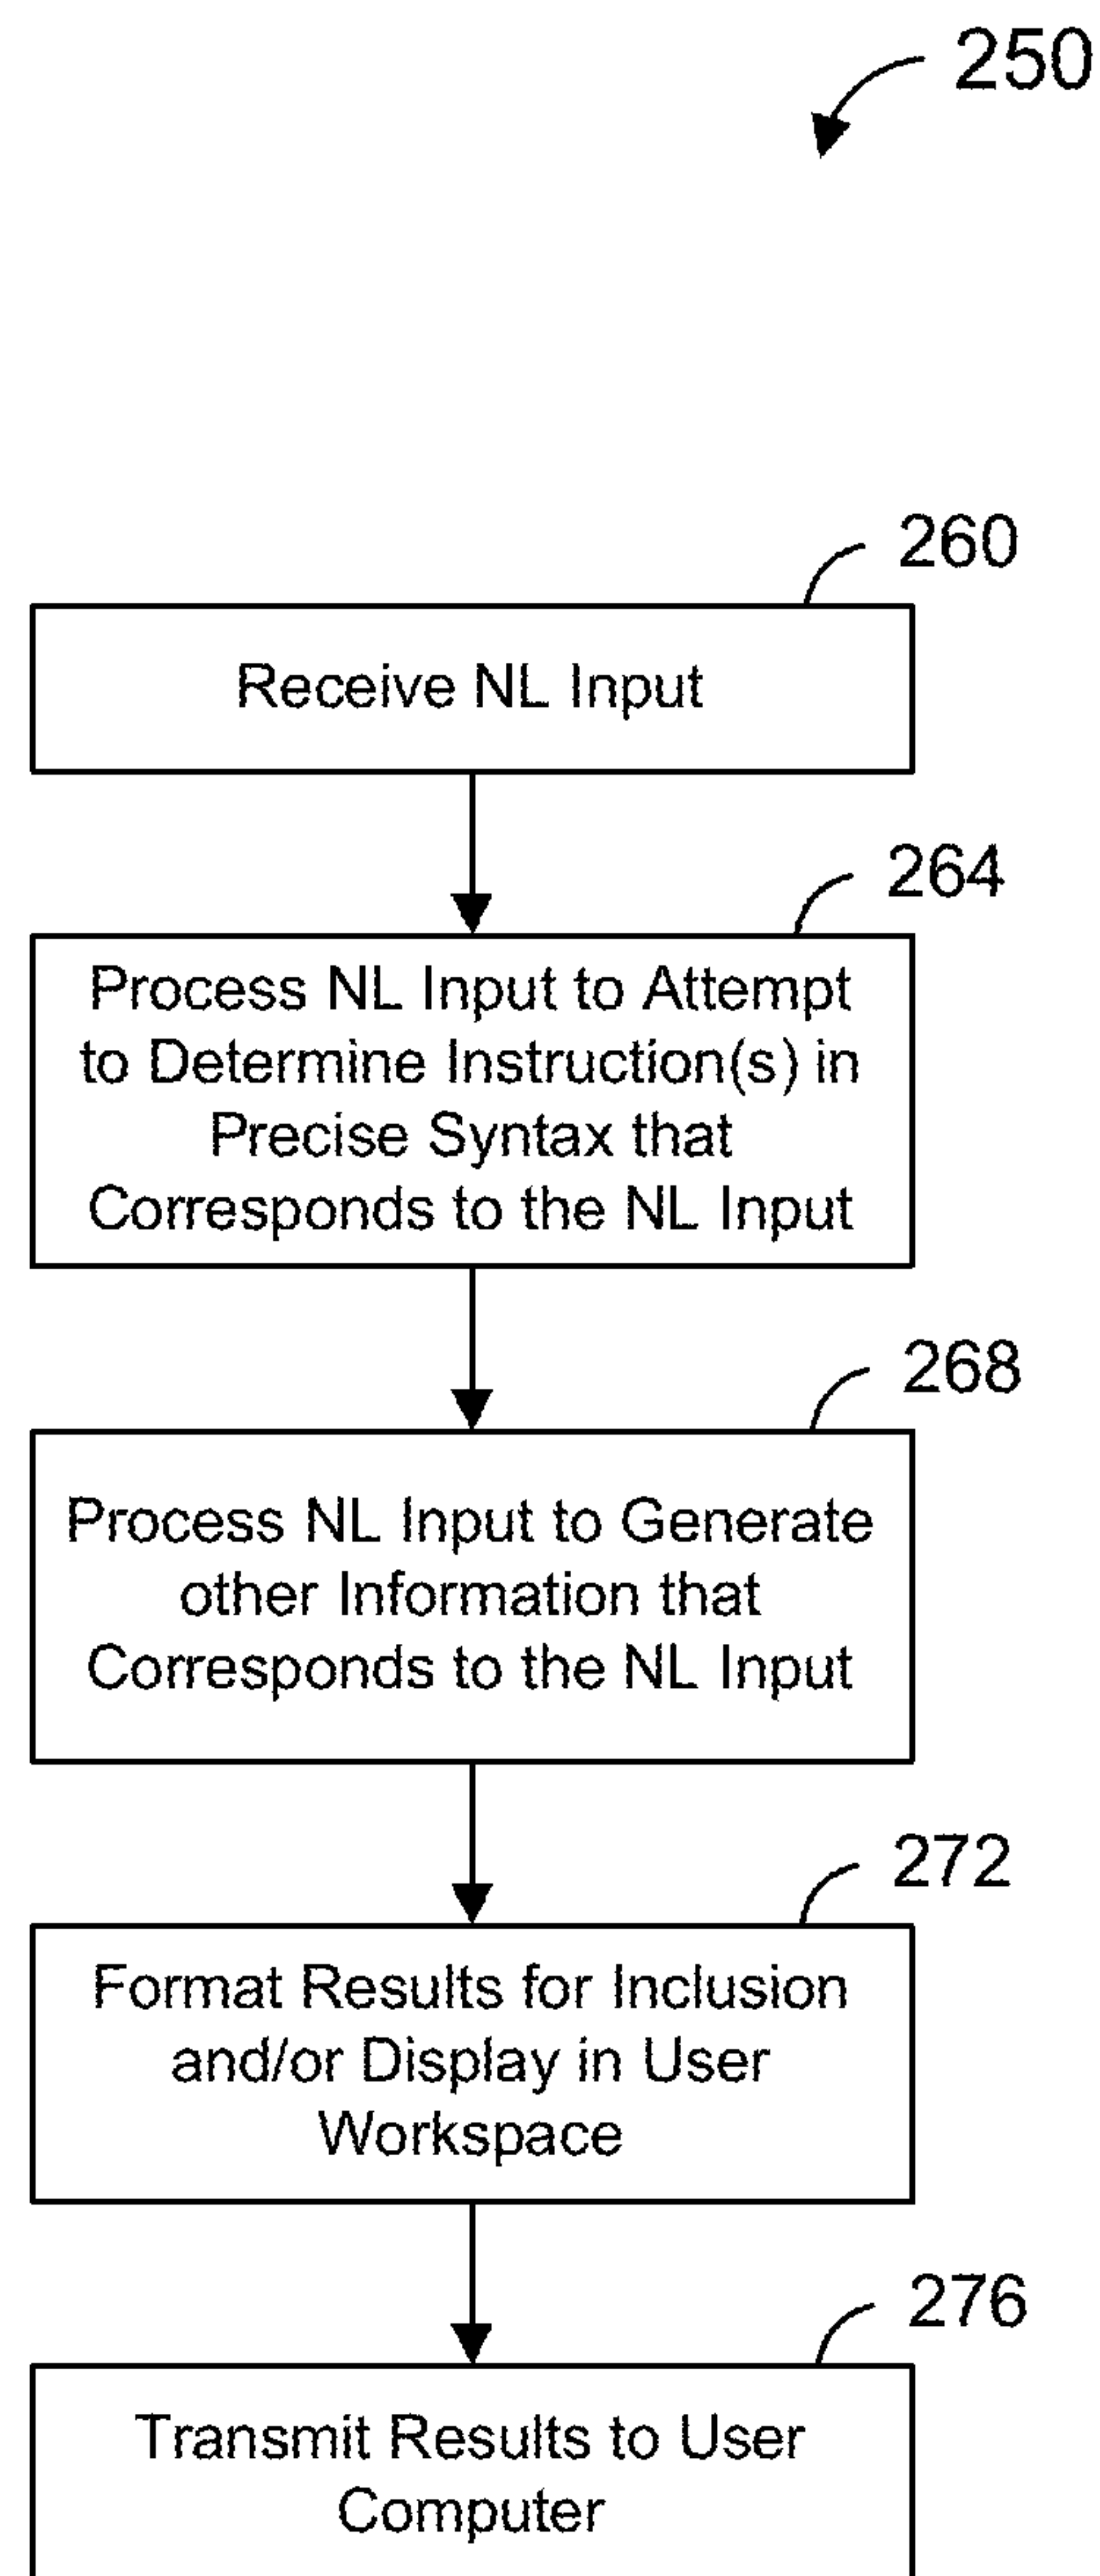 250
260
Receive NL Input
264
Process NL Input to Attempt
to Determine Instruction(s) in
Precise Syntax that
Corresponds to the NL Input
268
Process NL Input to Generate
other Information that
Corresponds to the NL Input
272
Format Results for Inclusion
and/or Display in User
Workspace
276
Transmit Results to User
Computer